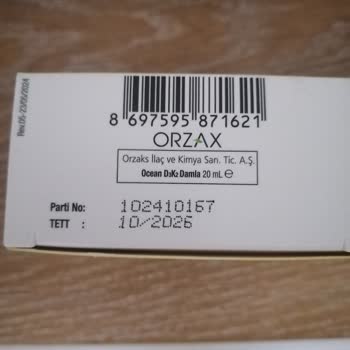 Rev.05-23/05/2024
8 697595 871621
ORZAX
Orzaks İlaç ve Kimya San. Tic. A.Ş.
Ocean D₃K₂ Damla 20 mL ℮
Parti No: 102410167
TETT : 10/2026